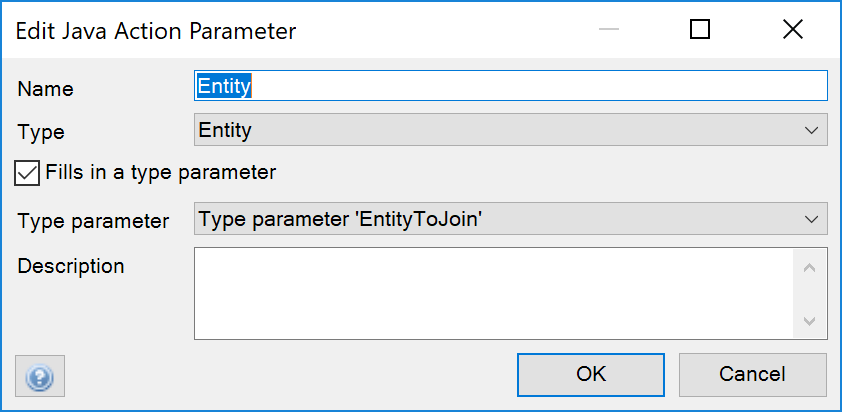 Edit Java Action Parameter
Name Entity
Type Entity
Fills in a type parameter
Type parameter Type parameter 'EntityToJoin'
Description
? OK Cancel